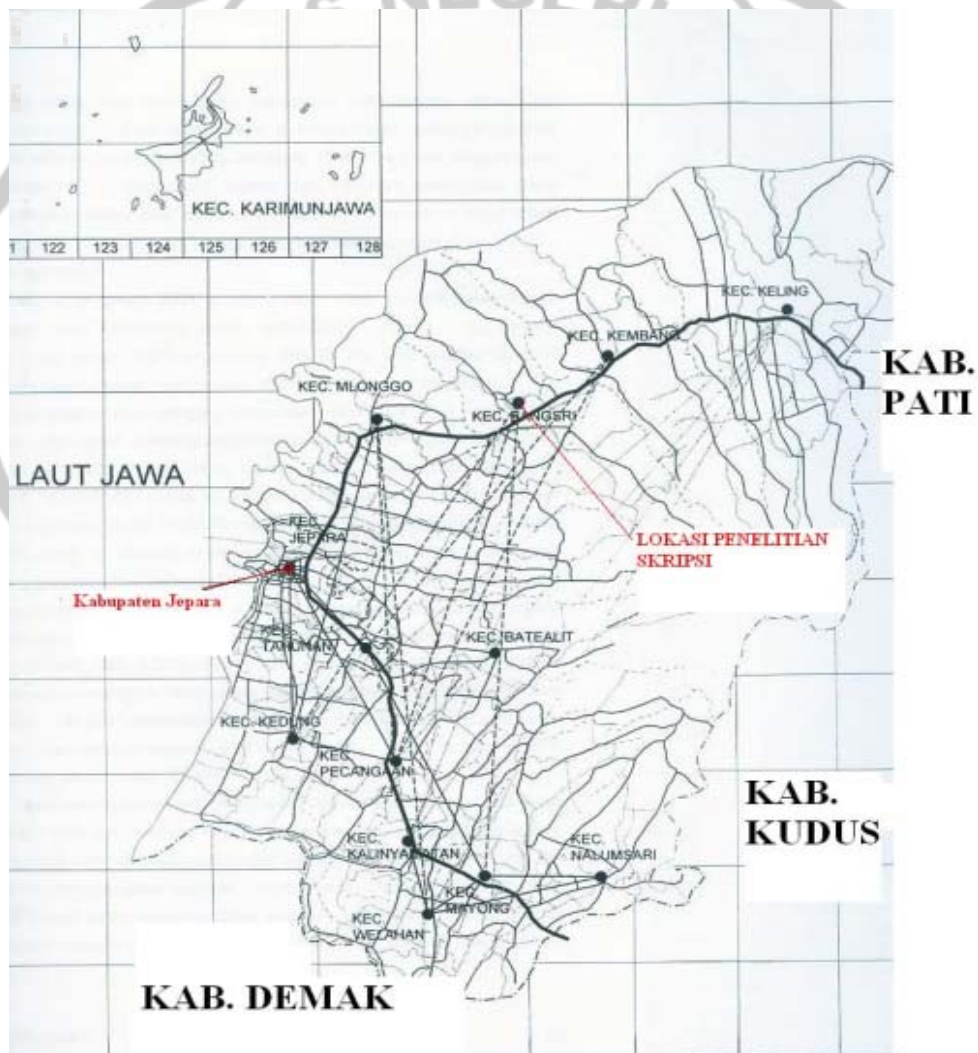 NEGERI
KEC. KARIMUNJAWA
122 123 124 125 126 127 128
KEC. KELING
KEC. KEMBANG
KEC. MLONGGO
KEC. BANGSRI
KAB.
PATI
LAUT JAWA
KEC.
JEPARA
LOKASI PENELITIAN
SKRIPSI
Kabupaten Jepara
KEC.
TAHUNAN
KEC. BATEALIT
KEC. KEDUNG
KEC.
PECANGAAN
KAB.
KUDUS
KEC.
KALINYAMATAN
KEC.
NALUMSARI
KEC.
MAYONG
KEC.
WELAHAN
KAB. DEMAK